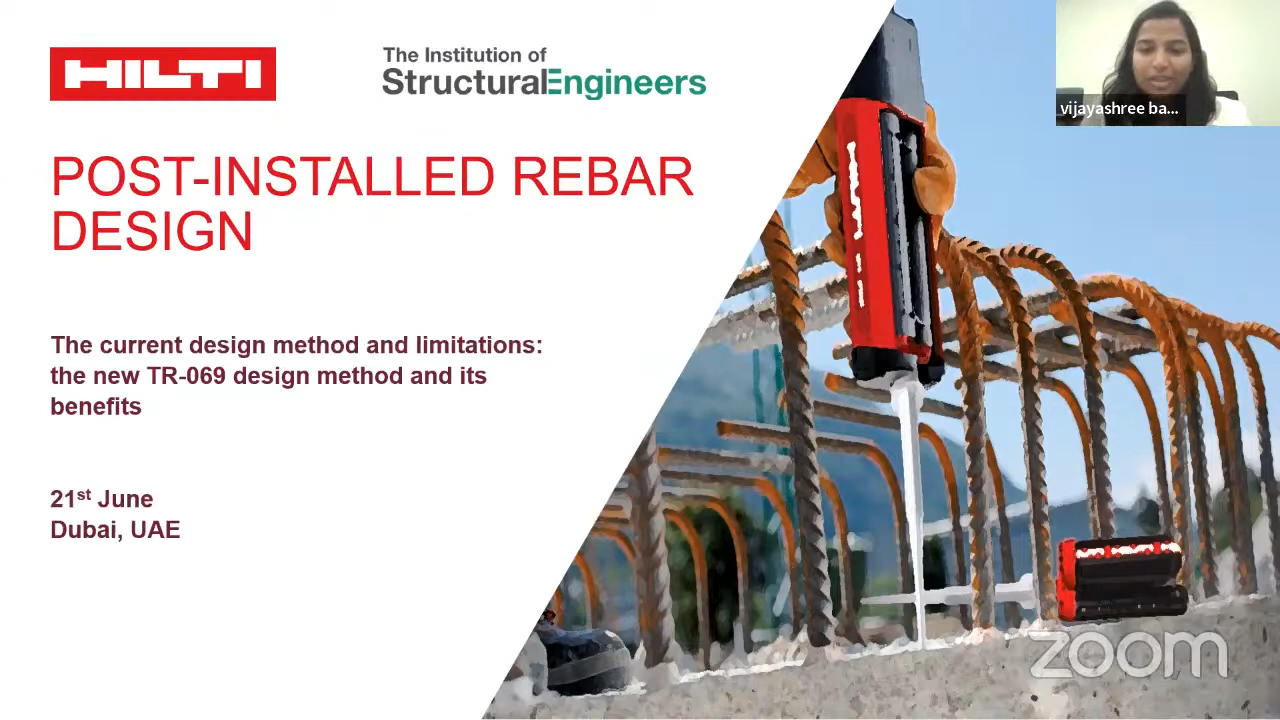 HILTI
The Institution of
StructuralEngineers
vijayashree ba...
POST-INSTALLED REBAR
DESIGN
The current design method and limitations:
the new TR-069 design method and its
benefits
21st June
Dubai, UAE
zoom